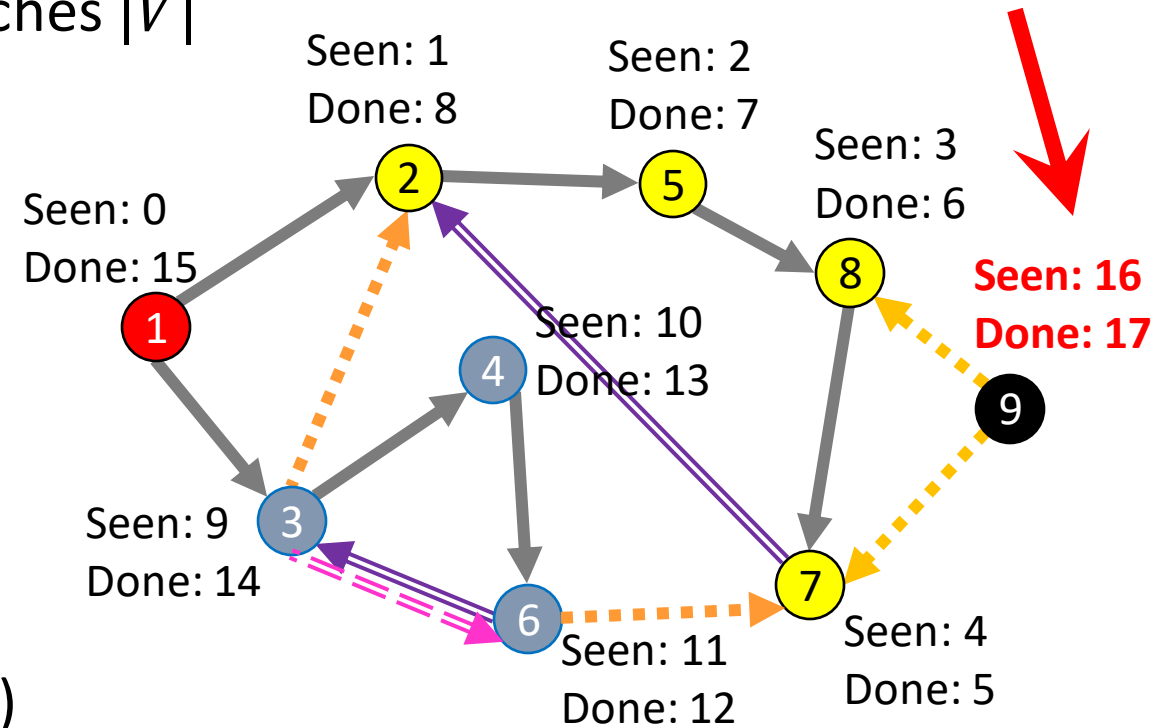 ches |V|
Seen: 1
Done: 8
Seen: 2
Done: 7
Seen: 3
Done: 6
Seen: 0
Done: 15
2
5
8
Seen: 16
Done: 17
1
Seen: 10
Done: 13
4
9
Seen: 9
Done: 14
3
6
7
Seen: 11
Done: 12
Seen: 4
Done: 5
)